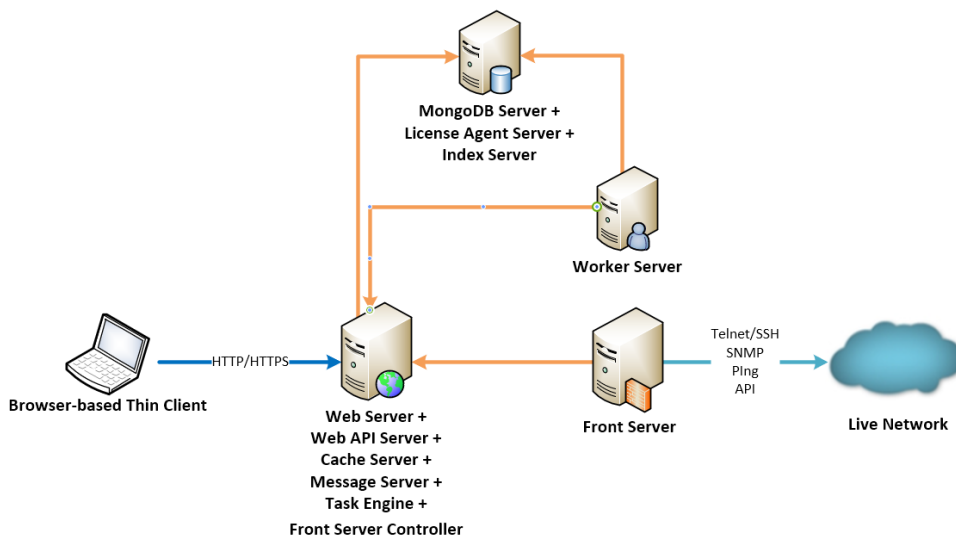 MongoDB Server +
License Agent Server +
Index Server
Worker Server
Telnet/SSH
SNMP
PIng
API
HTTP/HTTPS
Browser-based Thin Client
Web Server +
Web API Server +
Cache Server +
Message Server +
Task Engine +
Front Server Controller
Front Server
Live Network